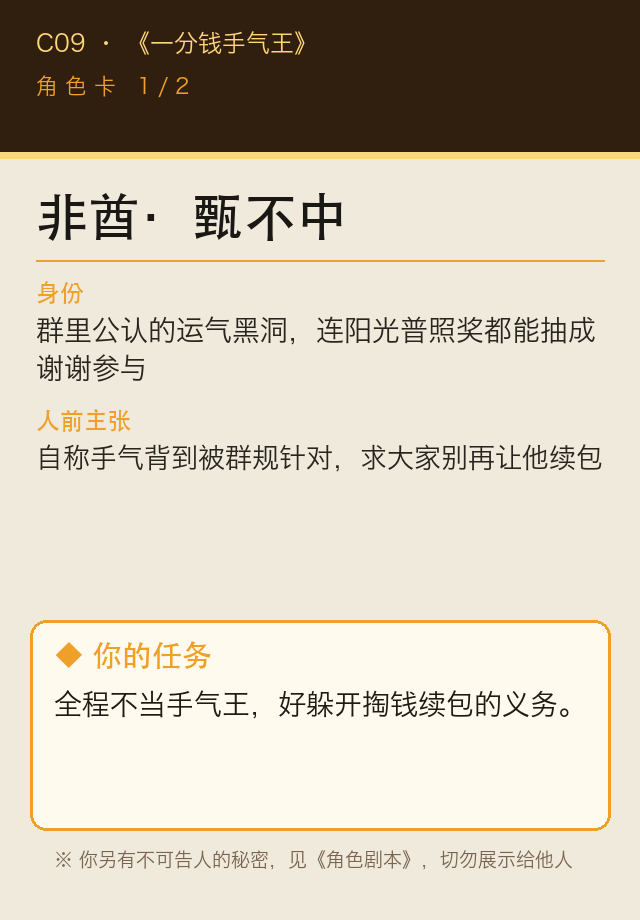 C09 · 《一分钱手气王》
角色卡 1/2
非酋· 甄不中
身份
群里公认的运气黑洞，连阳光普照奖都能抽成
谢谢参与
人前主张
自称手气背到被群规针对，求大家别再让他续包
◆ 你的任务
全程不当手气王，好躲开掏钱续包的义务。
※ 你另有不可告人的秘密，见《角色剧本》，切勿展示给他人